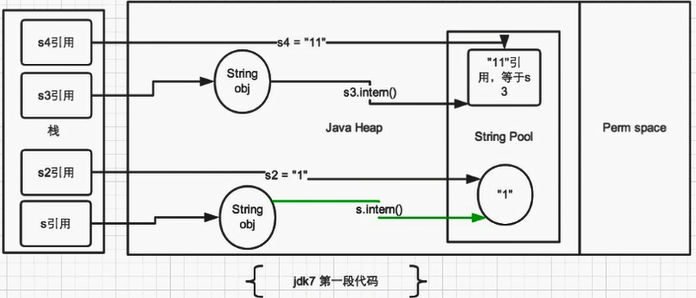 s4引用
s4 = "11"
s3引用
String
obj
s3.intern()
"11"引
用，等于s
3
栈
Java Heap
String Pool
Perm space
s2引用
s2 = "1"
"1"
s引用
String
obj
s.intern()
jdk7 第一段代码